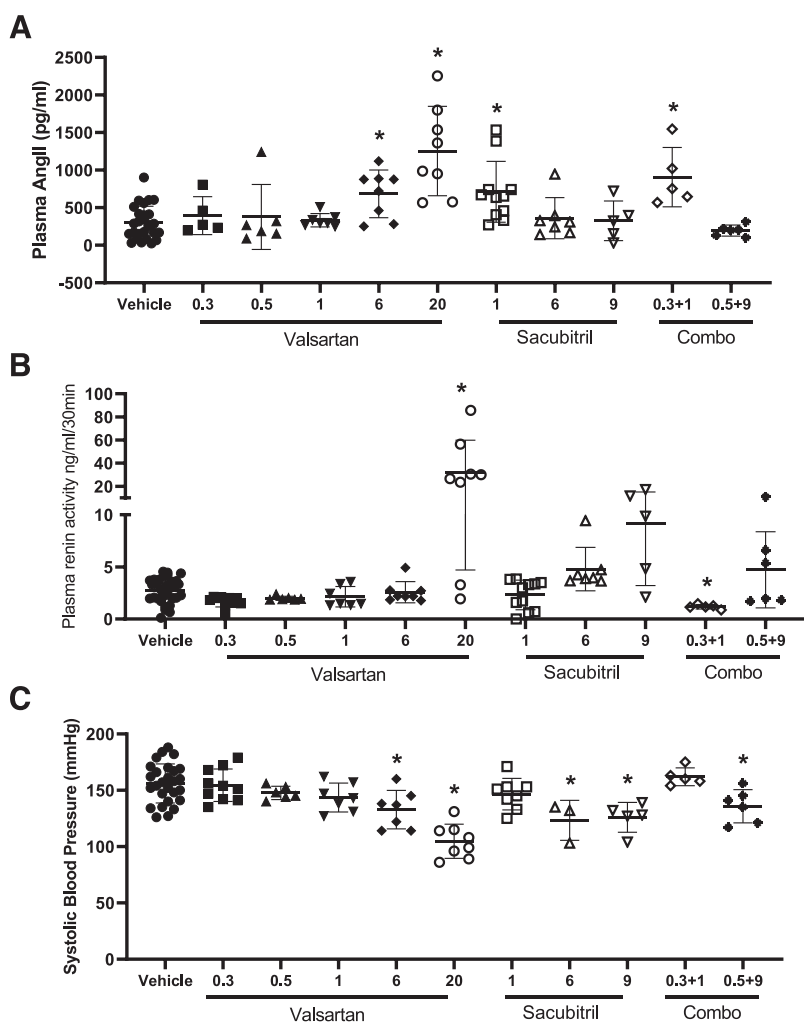 A
Plasma AngII (pg/ml)
2500
2000
1500
1000
500
0
-500
* * * *
Vehicle 0.3 0.5 1 6 20 1 6 9 0.3+1 0.5+9
Valsartan Sacubitril Combo
B
Plasma renin activity ng/ml/30min
100
80
60
40
20
10
5
0
* *
Vehicle 0.3 0.5 1 6 20 1 6 9 0.3+1 0.5+9
Valsartan Sacubitril Combo
C
Systolic Blood Pressure (mmHg)
200
150
100
50
0
* * * * *
Vehicle 0.3 0.5 1 6 20 1 6 9 0.3+1 0.5+9
Valsartan Sacubitril Combo